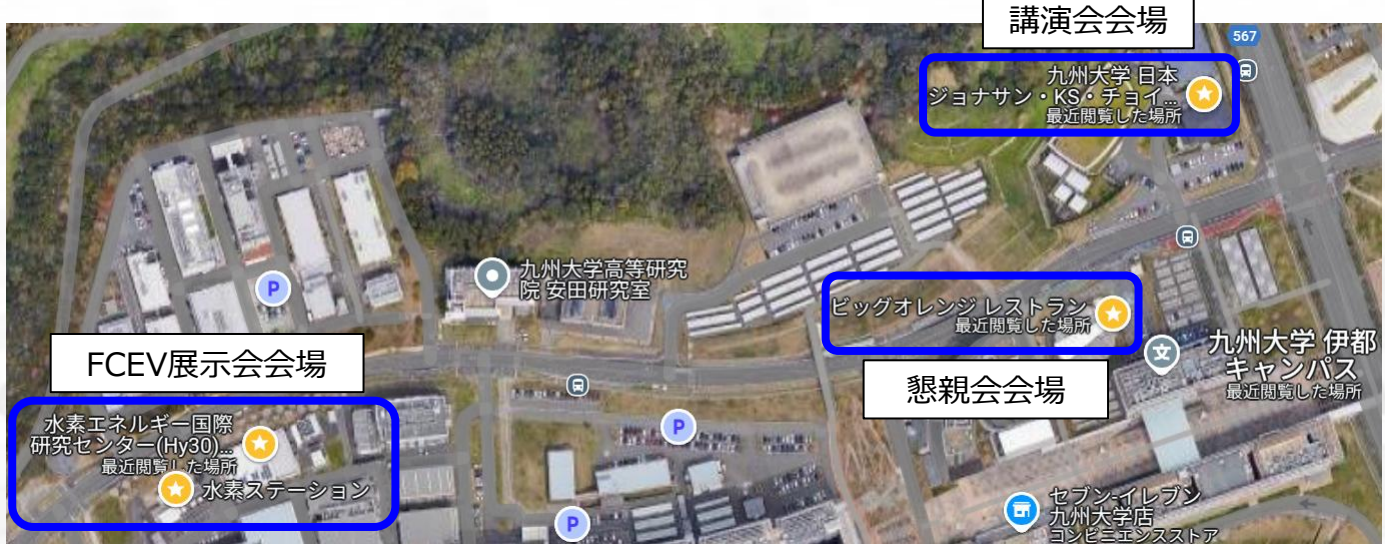 講演会会場
567
九州大学 日本
ジョナサン・KS・チョイ...
最近閲覧した場所
P
九州大学高等研究
院 安田研究室
ビッグオレンジ レストラン
最近閲覧した場所
懇親会会場
文
九州大学 伊都
キャンパス
最近閲覧した場所
FCEV展示会会場
水素エネルギー国際
研究センター(Hy30)...
最近閲覧した場所
水素ステーション
P
P
セブン-イレブン
九州大学店
コンビニエンスストア